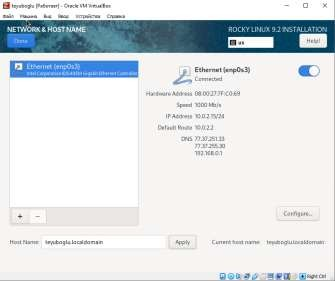 teyuboglu [Работает] - Oracle VM VirtualBox
Файл Машина Вид Ввод Устройства Справка
NETWORK & HOST NAME
ROCKY LINUX 9.2 INSTALLATION
Done
us
Help!
Ethernet (enp0s3)
Intel Corporation 82540EM Gigabit Ethernet Controller
Ethernet (enp0s3)
Connected
Hardware Address 08:00:27:7F:C0:69
Speed 1000 Mb/s
IP Address 10.0.2.15/24
Default Route 10.0.2.2
DNS 77.37.251.33
77.37.255.30
192.168.0.1
+ −
Configure...
Host Name: teyuboglu.localdomain
Apply
Current host name: teyuboglu.localdomain
Right Ctrl